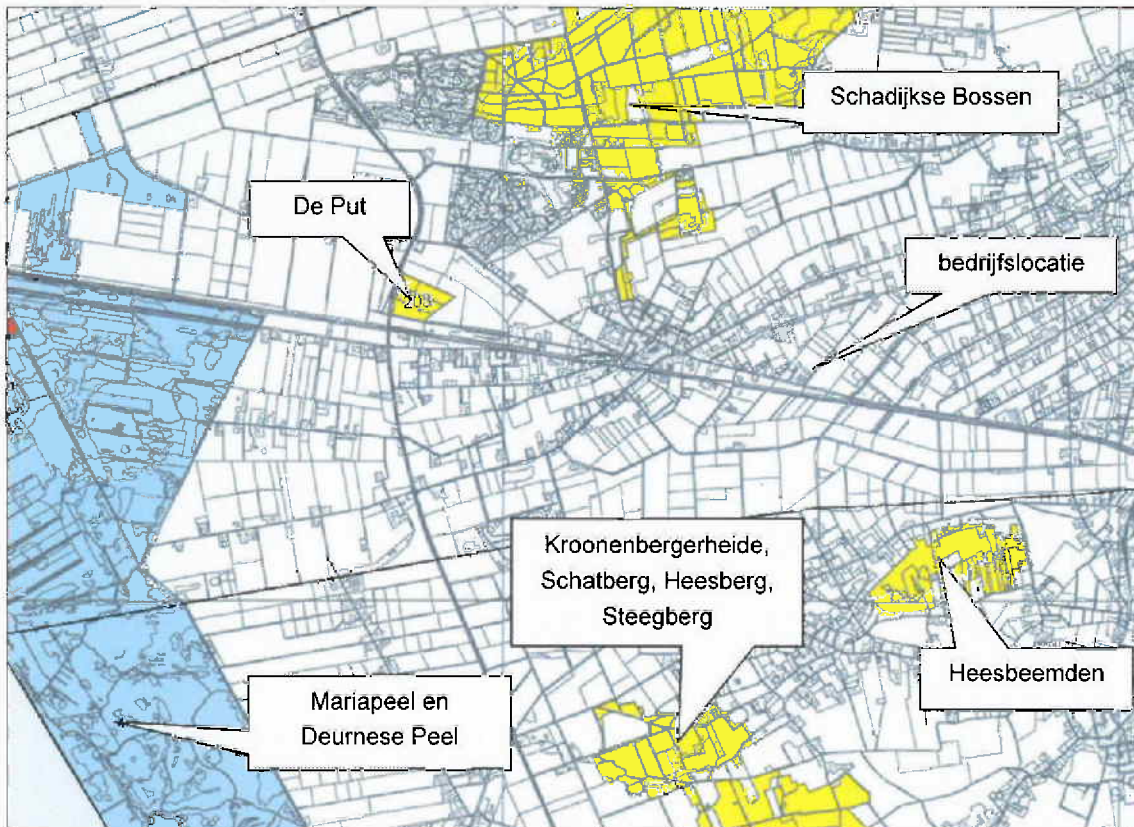 Schadijkse Bossen
De Put
bedrijfslocatie
203
Kroonenbergerheide,
Schatberg, Heesberg,
Steegberg
Heesbeemden
Mariapeel en
Deurnese Peel